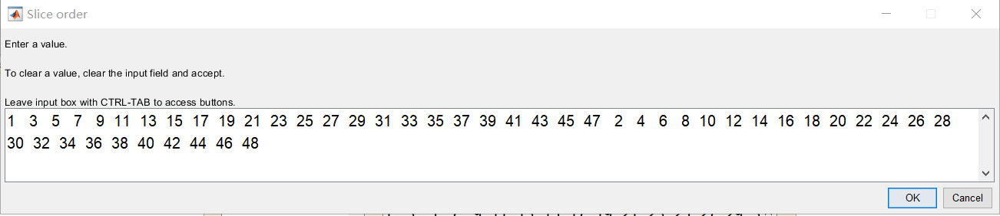 Slice order
Enter a value.
To clear a value, clear the input field and accept.
Leave input box with CTRL-TAB to access buttons.
1 3 5 7 9 11 13 15 17 19 21 23 25 27 29 31 33 35 37 39 41 43 45 47 2 4 6 8 10 12 14 16 18 20 22 24 26 28
30 32 34 36 38 40 42 44 46 48
OK Cancel